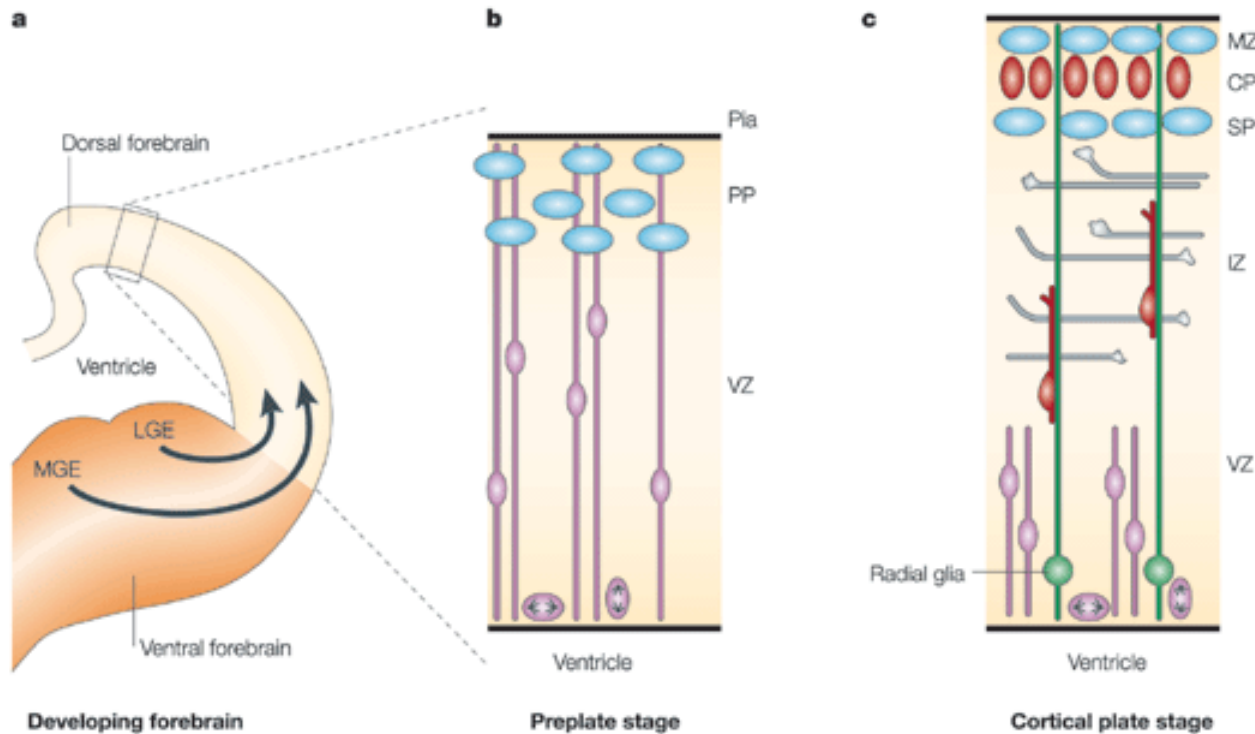 a
Dorsal forebrain
Ventricle
LGE
MGE
Ventral forebrain
Developing forebrain
b
Pia
PP
VZ
Ventricle
Preplate stage
c
MZ
CP
SP
IZ
VZ
Radial glia
Ventricle
Cortical plate stage